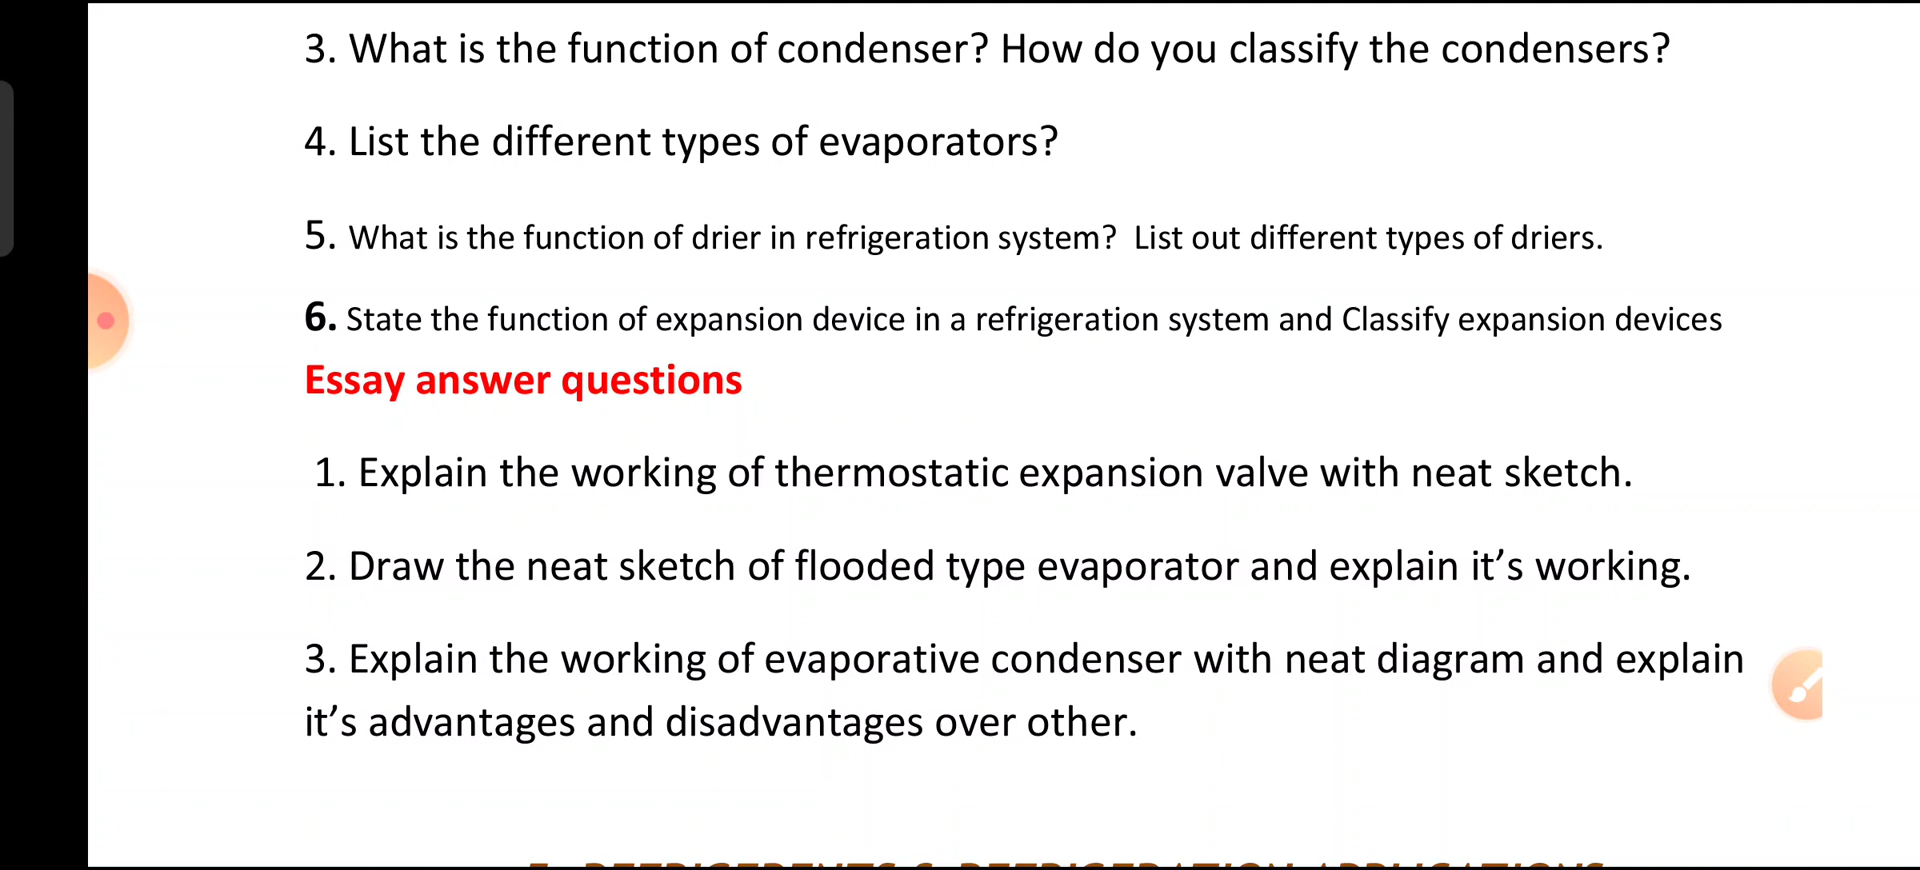 3. What is the function of condenser? How do you classify the condensers?
4. List the different types of evaporators?
5. What is the function of drier in refrigeration system?  List out different types of driers.
6. State the function of expansion device in a refrigeration system and Classify expansion devices
Essay answer questions
1. Explain the working of thermostatic expansion valve with neat sketch.
2. Draw the neat sketch of flooded type evaporator and explain it’s working.
3. Explain the working of evaporative condenser with neat diagram and explain
it’s advantages and disadvantages over other.